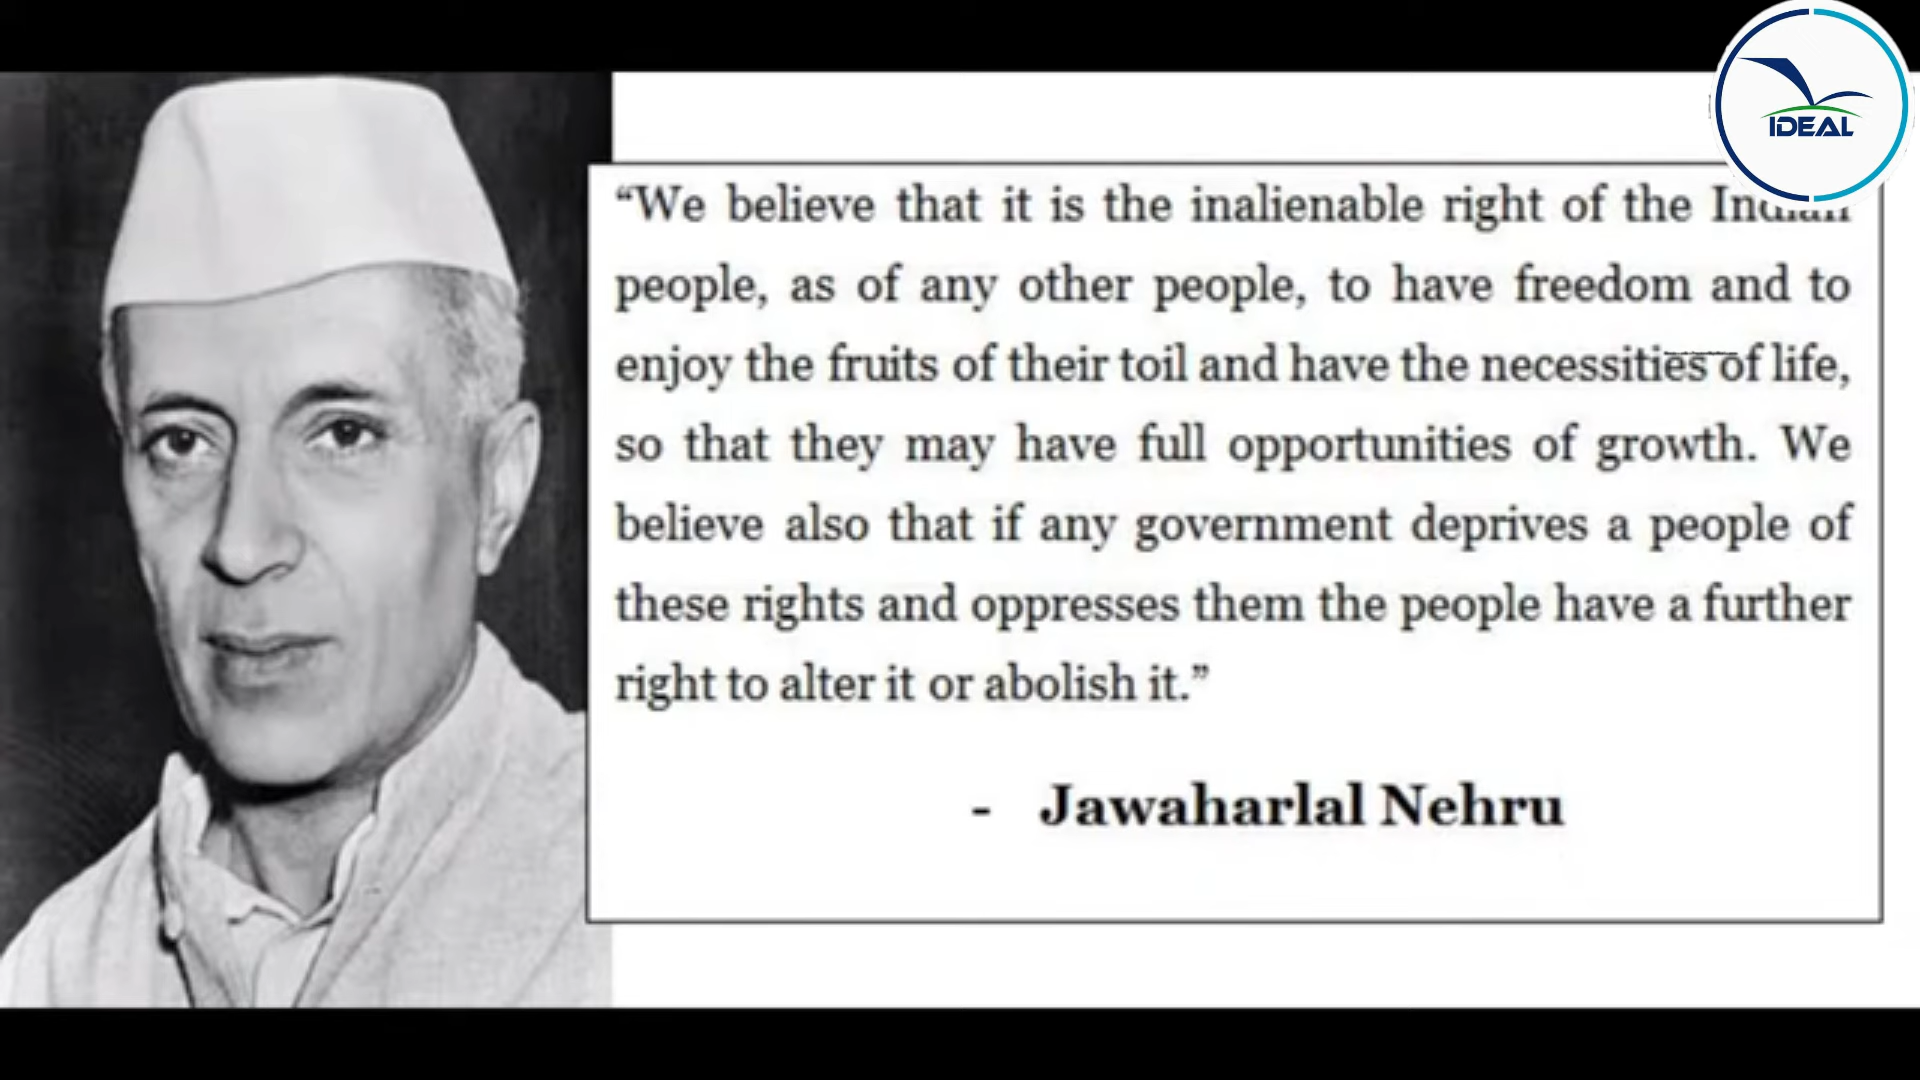 IDEAL
“We believe that it is the inalienable right of the Indian
people, as of any other people, to have freedom and to
enjoy the fruits of their toil and have the necessities of life,
so that they may have full opportunities of growth. We
believe also that if any government deprives a people of
these rights and oppresses them the people have a further
right to alter it or abolish it.”
- Jawaharlal Nehru